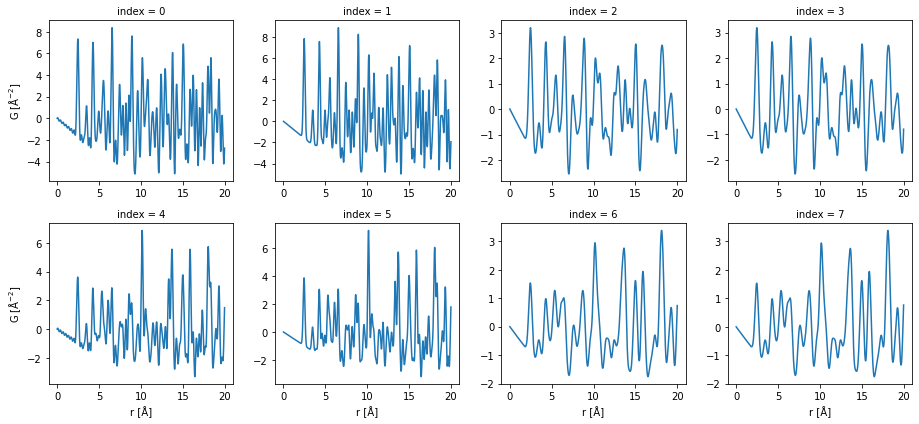 index = 0
index = 1
index = 2
index = 3
G [Å⁻²]
8
6
4
2
0
−2
−4
0 5 10 15 20
8
6
4
2
0
−2
−4
0 5 10 15 20
3
2
1
0
−1
−2
0 5 10 15 20
3
2
1
0
−1
−2
0 5 10 15 20
index = 4
index = 5
index = 6
index = 7
G [Å⁻²]
6
4
2
0
−2
0 5 10 15 20
r [Å]
6
4
2
0
−2
0 5 10 15 20
r [Å]
3
2
1
0
−1
−2
0 5 10 15 20
r [Å]
3
2
1
0
−1
−2
0 5 10 15 20
r [Å]